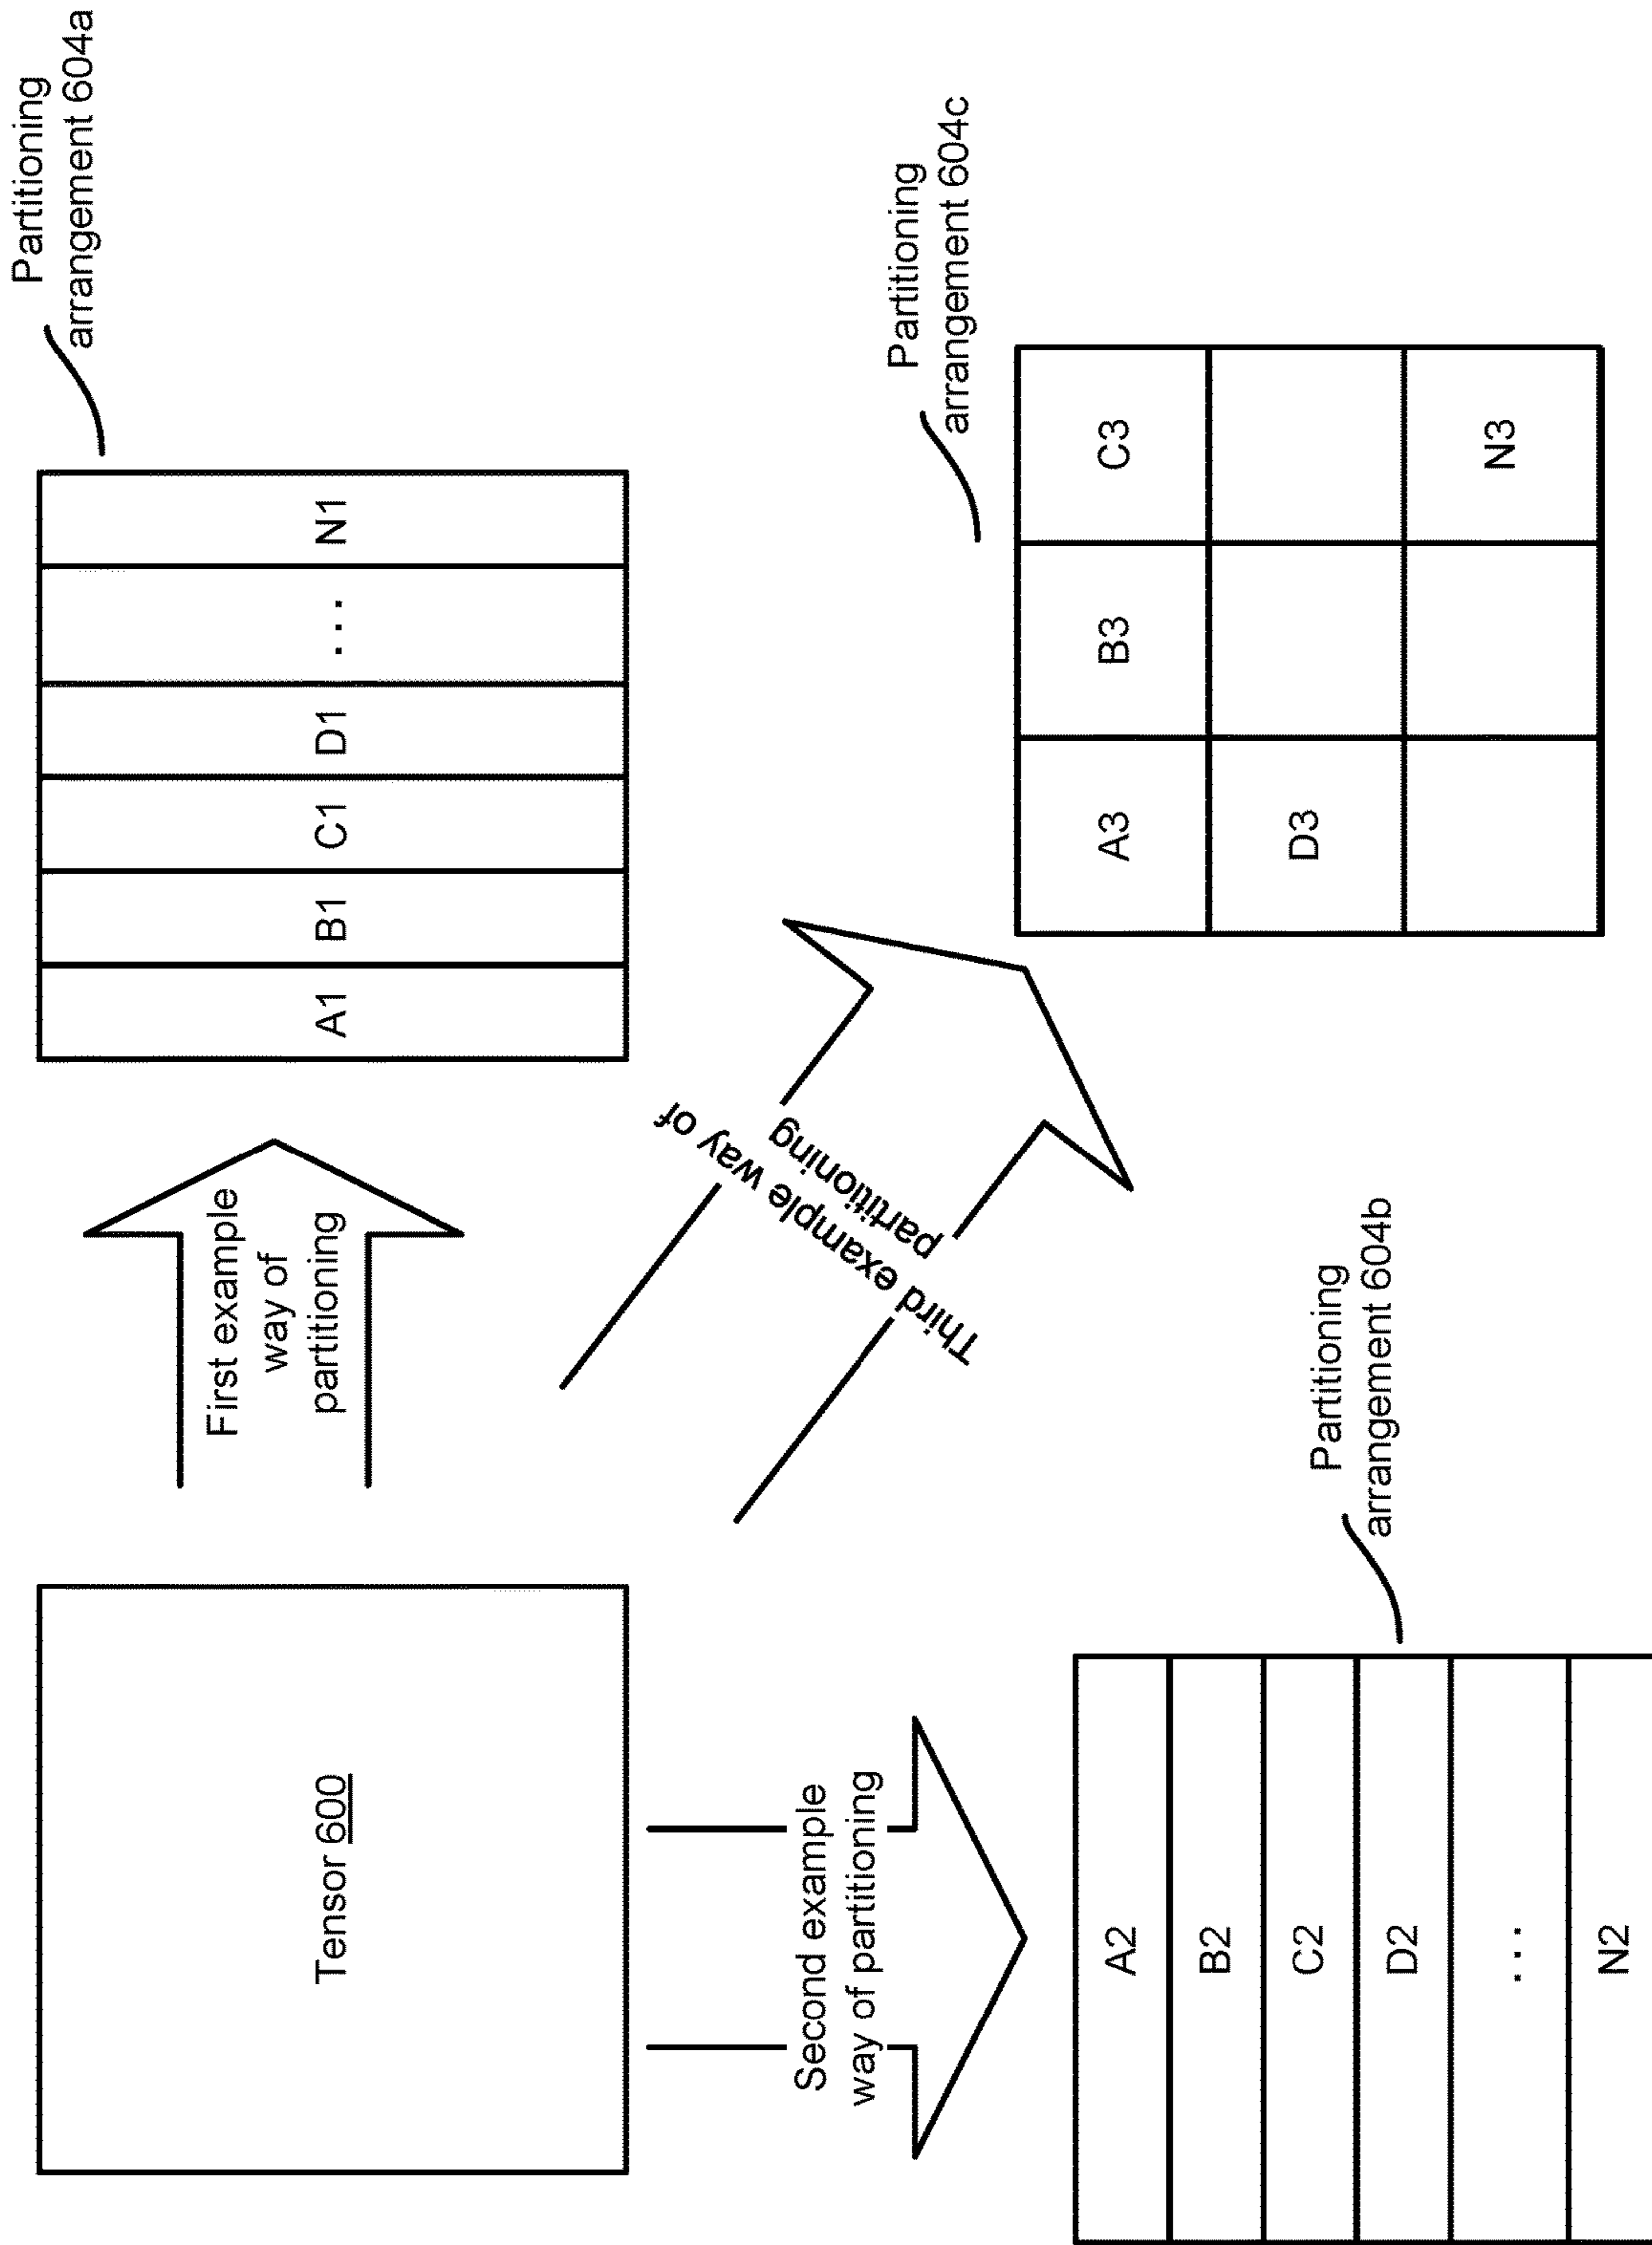 Tensor 600
First example
way of
partitioning
A1 B1 C1 D1 ... N1
Partitioning
arrangement 604a
Second example
way of partitioning
A2
B2
C2
D2
...
N2
Partitioning
arrangement 604b
Third example way of
partitioning
Partitioning
arrangement 604c
A3 B3 C3
D3
N3